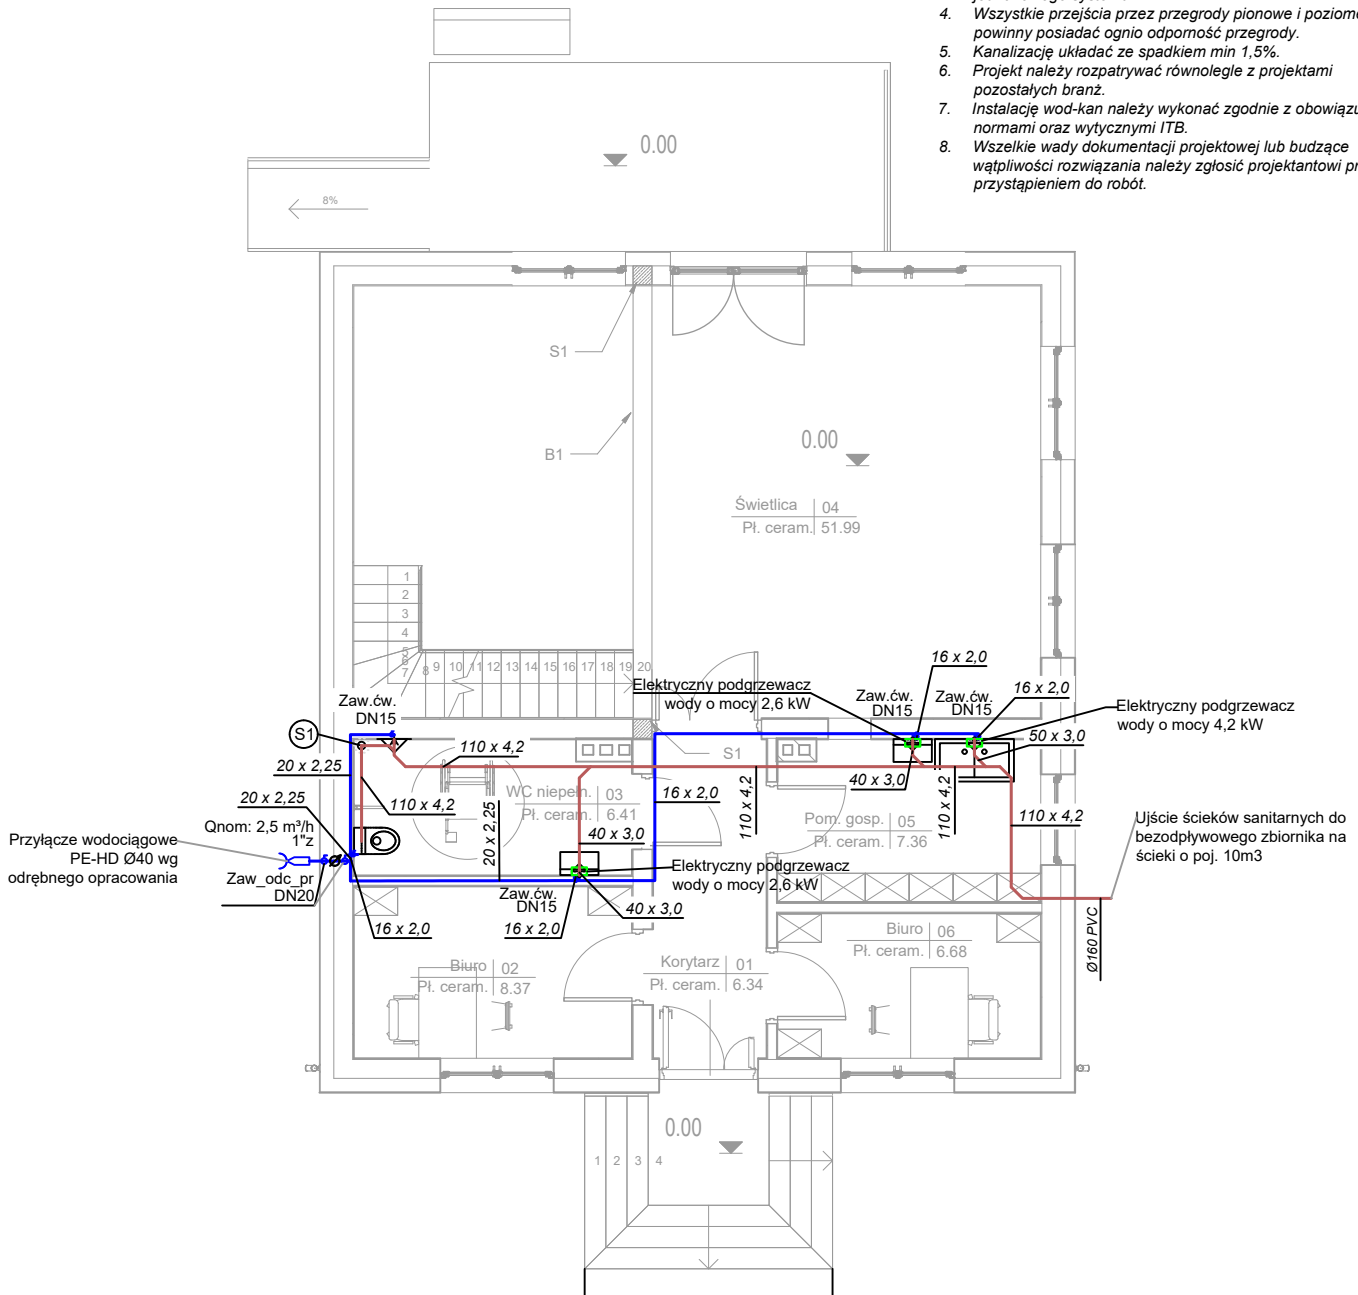 4. Wszystkie przejścia przez przegrody pionowe i poziome
powinny posiadać ognio odporność przegrody.
5. Kanalizację układać ze spadkiem min 1,5%.
6. Projekt należy rozpatrywać równolegle z projektami
pozostałych branż.
7. Instalację wod-kan należy wykonać zgodnie z
normami oraz wytycznymi ITB.
8. Wszelkie wady dokumentacji projektowej lub budzące
wątpliwości rozwiązania należy zgłosić projektantowi
przystąpieniem do robót.
0.00
8%
S1
B1
0.00
Świetlica 04
Pł. ceram. 51.99
1
2
3
4
5
6
7
8 9 10 11 12 13 14 15 16 17 18 19 20
16 x 2,0
Elektryczny podgrzewacz
wody o mocy 2,6 kW
Zaw.ćw.
DN15
Zaw.ćw.
DN15
Zaw.ćw.
DN15
16 x 2,0
Elektryczny podgrzewacz
wody o mocy 4,2 kW
50 x 3,0
S1
110 x 4,2
S1
20 x 2,25
40 x 3,0
20 x 2,25
110 x 4,2
WC niepełn. 03
Pł. ceram. 6.41
16 x 2,0
110 x 4,2
110 x 4,2
110 x 4,2
Pom. gosp. 05
Pł. ceram. 7.36
Qnom: 2,5 m³/h
1"z
Przyłącze wodociągowe
PE-HD Ø40 wg
odrębnego opracowania
20 x 2,25
40 x 3,0
Ujście ścieków sanitarnych do
bezodpływowego zbiornika na
ścieki o poj. 10m3
Elektryczny podgrzewacz
wody o mocy 2,6 kW
Zaw_odc_pr
DN20
Zaw.ćw.
DN15
40 x 3,0
16 x 2,0
16 x 2,0
Ø160 PVC
Biuro 02
Pł. ceram. 8.37
Korytarz 01
Pł. ceram. 6.34
Biuro 06
Pł. ceram. 6.68
0.00
1 2 3 4